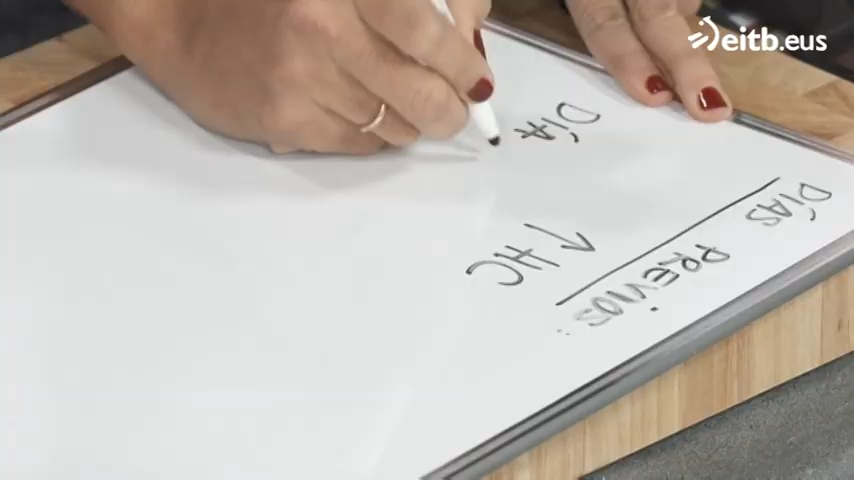 eitb.eus
DÍAS PREVIOS:
↑ HC
DÍA